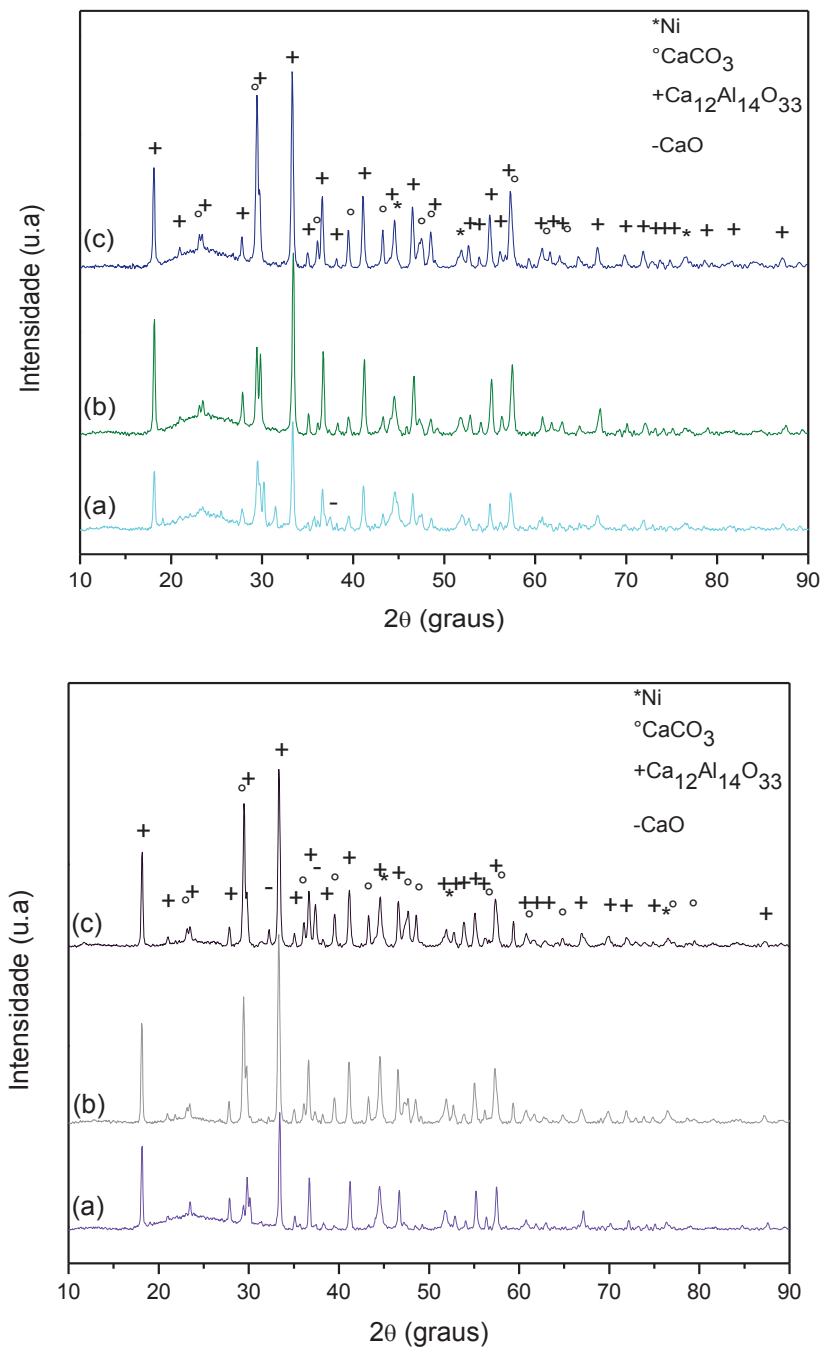 *Ni
°CaCO3
+Ca12Al14O33
-CaO
Intensidade (u.a)
(c)
(b)
(a)
10 20 30 40 50 60 70 80 90
2θ (graus)
*Ni
°CaCO3
+Ca12Al14O33
-CaO
Intensidade (u.a)
(c)
(b)
(a)
10 20 30 40 50 60 70 80 90
2θ (graus)